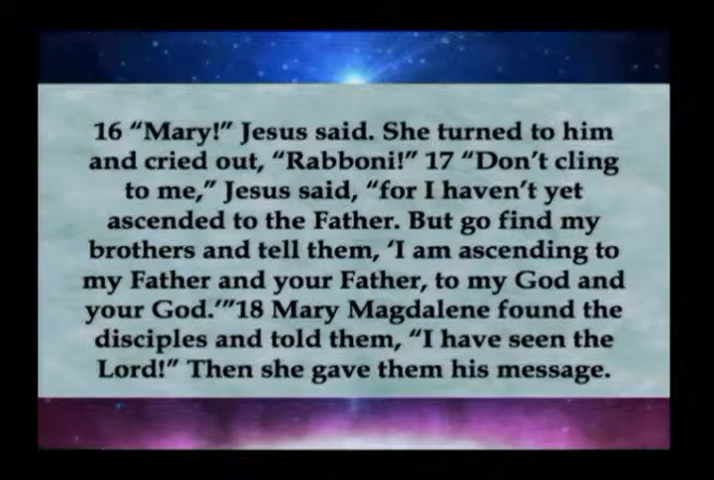 16 “Mary!” Jesus said. She turned to him
and cried out, “Rabboni!” 17 “Don’t cling
to me,” Jesus said, “for I haven’t yet
ascended to the Father. But go find my
brothers and tell them, ‘I am ascending to
my Father and your Father, to my God and
your God.’”18 Mary Magdalene found the
disciples and told them, “I have seen the
Lord!” Then she gave them his message.